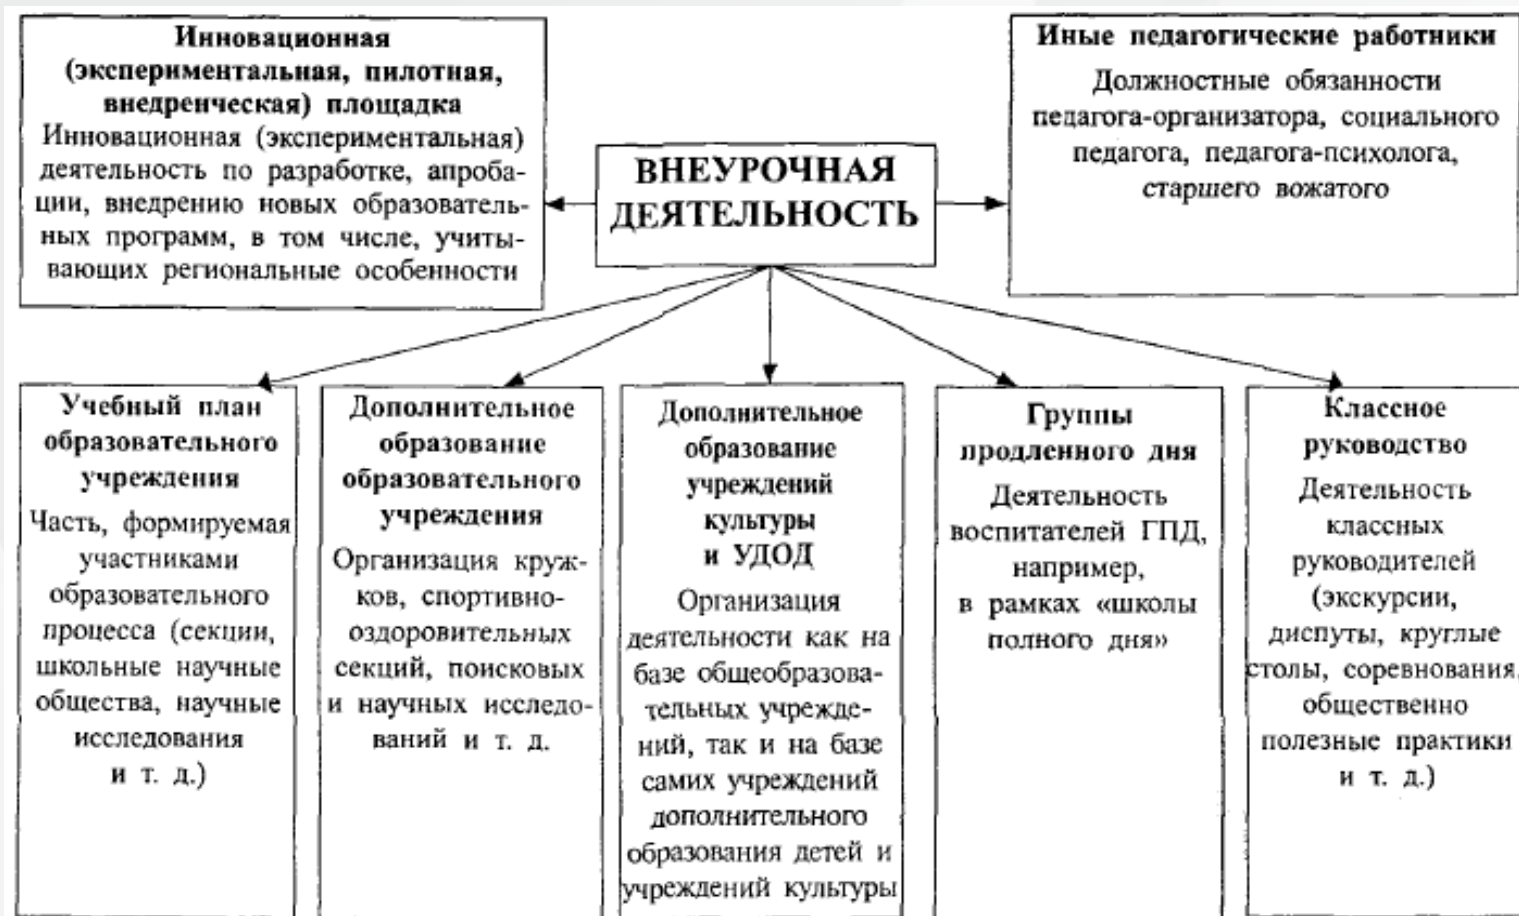 Инновационная
(экспериментальная, пилотная,
внедренческая) площадка
Инновационная (экспериментальная)
деятельность по разработке, апроба-
ции, внедрению новых образователь-
ных программ, в том числе, учиты-
вающих региональные особенности
ВНЕУРОЧНАЯ
ДЕЯТЕЛЬНОСТЬ
Иные педагогические работники
Должностные обязанности
педагога-организатора, социального
педагога, педагога-психолога,
старшего вожатого
Учебный план
образовательного
учреждения
Часть, формируемая
участниками
образовательного
процесса (секции,
школьные научные
общества, научные
исследования
и т. д.)
Дополнительное
образование
образовательного
учреждения
Организация круж-
ков, спортивно-
оздоровительных
секций, поисковых
и научных исследо-
ваний и т. д.
Дополнительное
образование
учреждений
культуры
и УДОД
Организация
деятельности как на
базе общеобразова-
тельных учрежде-
ний, так и на базе
самих учреждений
дополнительного
образования детей и
учреждений культуры
Группы
продленного дня
Деятельность
воспитателей ГПД,
например,
в рамках «школы
полного дня»
Классное
руководство
Деятельность
классных
руководителей
(экскурсии,
диспуты, круглые
столы, соревнования,
общественно
полезные практики
и т. д.)